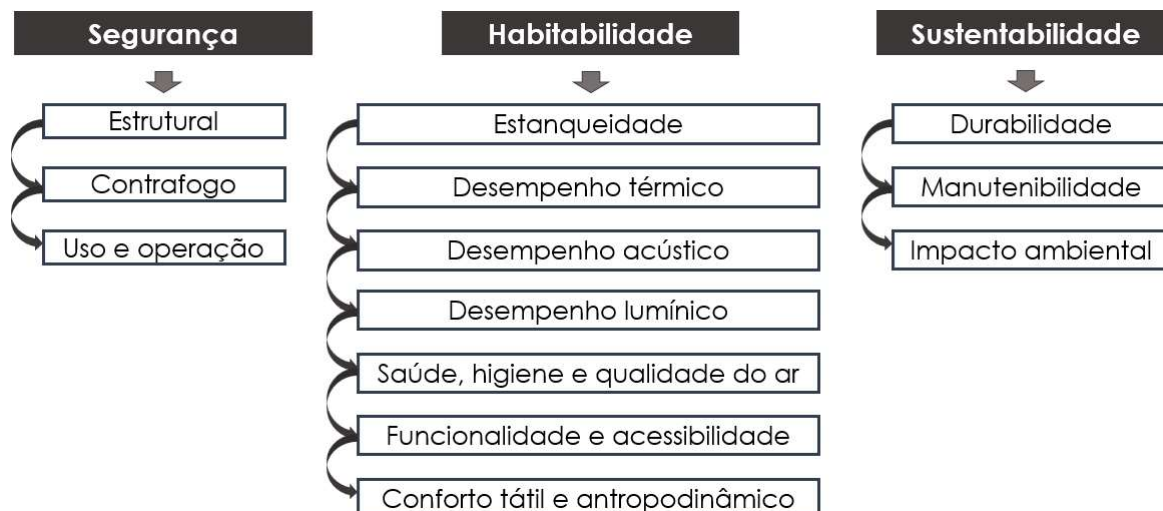 Segurança
Estrutural
Contrafogo
Uso e operação
Habitabilidade
Estanqueidade
Desempenho térmico
Desempenho acústico
Desempenho lumínico
Saúde, higiene e qualidade do ar
Funcionalidade e acessibilidade
Conforto tátil e antropodinâmico
Sustentabilidade
Durabilidade
Manutenibilidade
Impacto ambiental